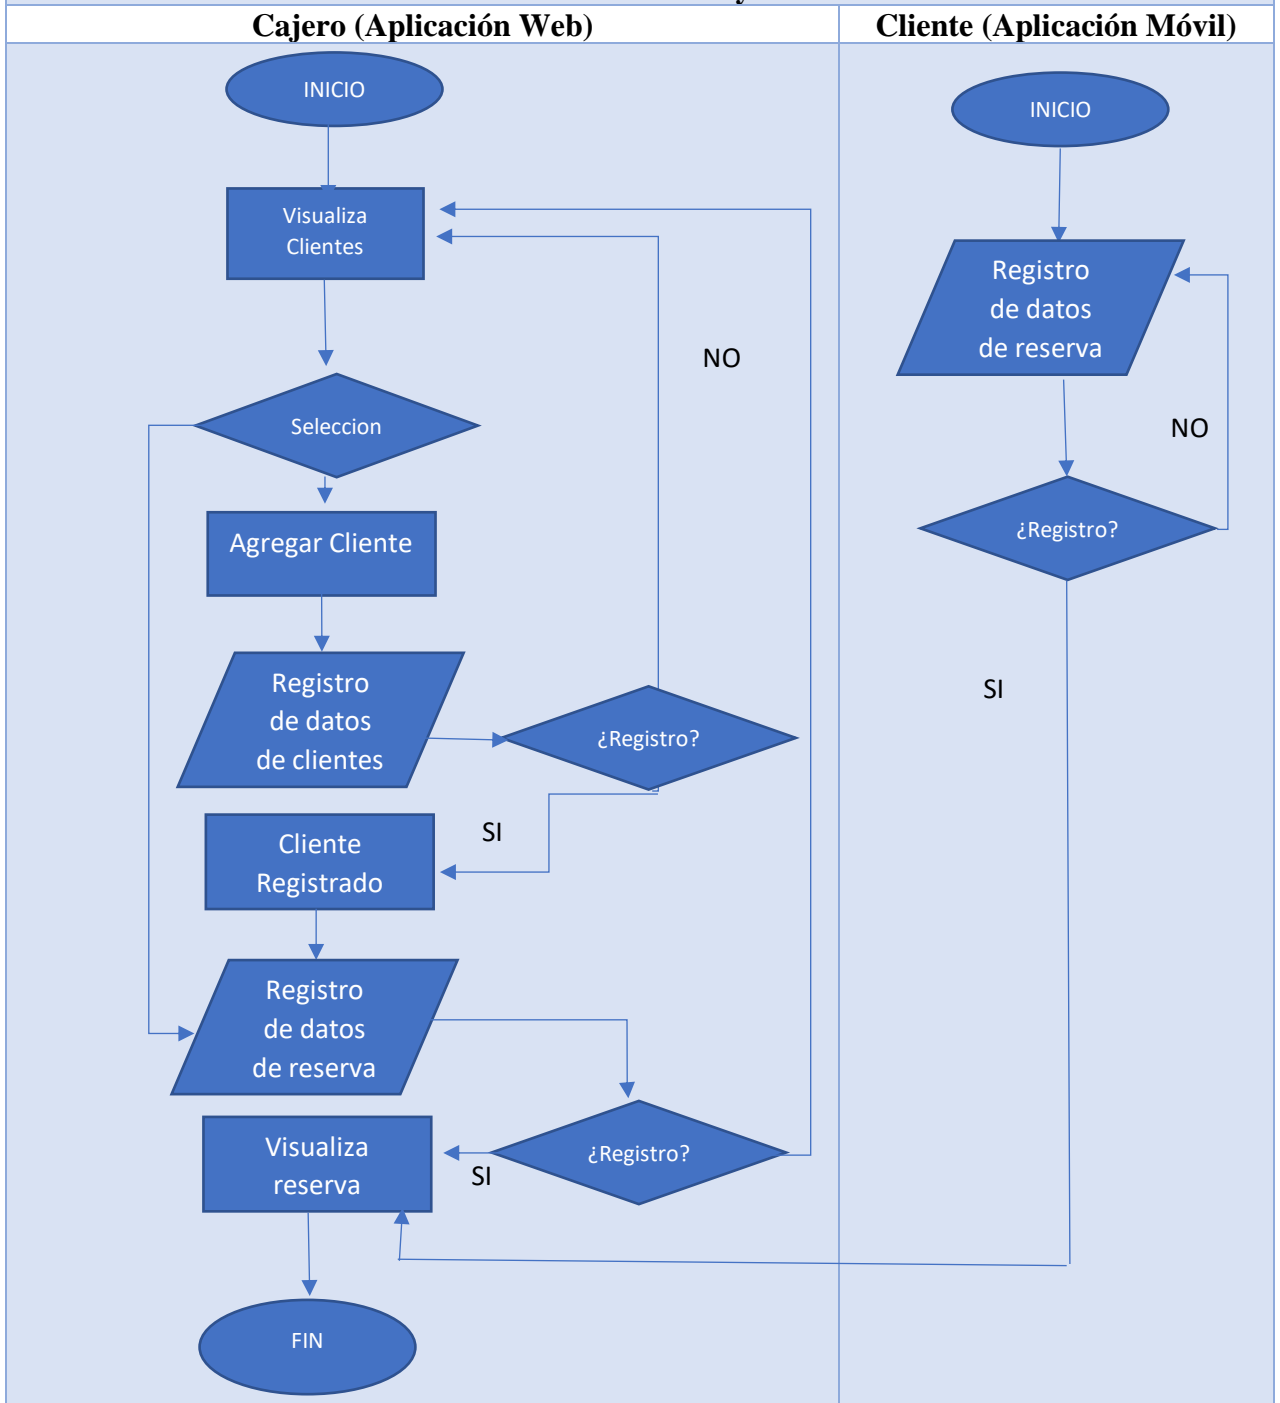 Cajero (Aplicación Web)
Cliente (Aplicación Móvil)
INICIO
Visualiza
Clientes
NO
Seleccion
Agregar Cliente
Registro
de datos
de clientes
¿Registro?
SI
Cliente
Registrado
Registro
de datos
de reserva
¿Registro?
SI
Visualiza
reserva
FIN
INICIO
Registro
de datos
de reserva
NO
¿Registro?
SI